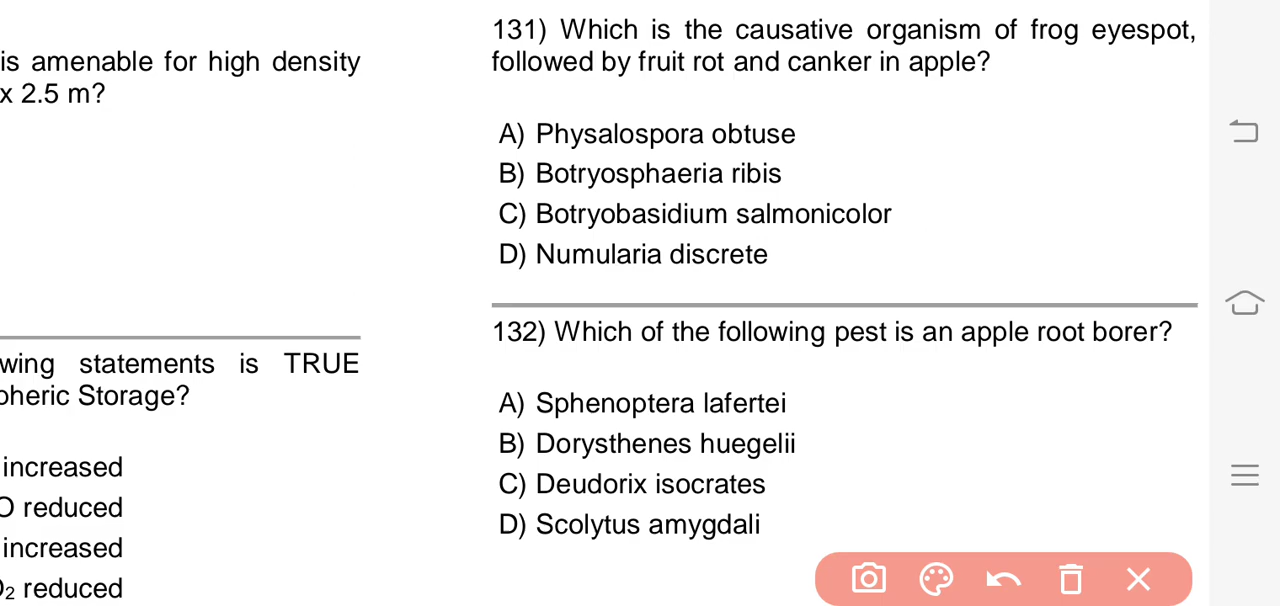 is amenable for high density
x 2.5 m?
wing statements is TRUE
Storage?
increased
reduced
increased
reduced
131) Which is the causative organism of frog eyespot,
followed by fruit rot and canker in apple?
A) Physalospora obtuse
B) Botryosphaeria ribis
C) Botryobasidium salmonicolor
D) Numularia discrete
132) Which of the following pest is an apple root borer?
A) Sphenoptera lafertei
B) Dorysthenes huegelii
C) Deudorix isocrates
D) Scolytus amygdali